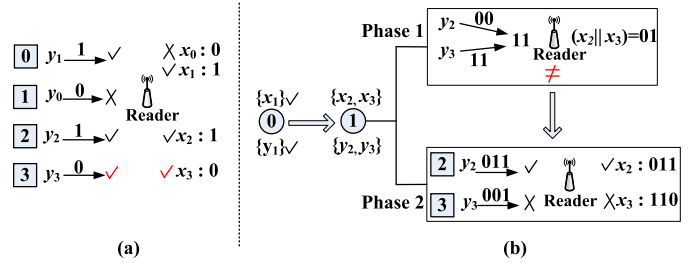 0 y₁ 1 ✓ ✗ x₀ : 0
✓ x₁ : 1
1 y₀ 0 ✗ Reader
2 y₂ 1 ✓ ✓ x₂ : 1
3 y₃ 0 ✓ ✓ x₃ : 0
(a)
{x₁}✓
0
{y₁}✓
{x₂,x₃}
1
{y₂,y₃}
Phase 1
y₂ 00
y₃ 11
11
Reader
(x₂||x₃)=01
≠
Phase 2
2 y₂ 011 ✓ ✓ x₂ : 011
3 y₃ 001 ✗ Reader ✗ x₃ : 110
(b)